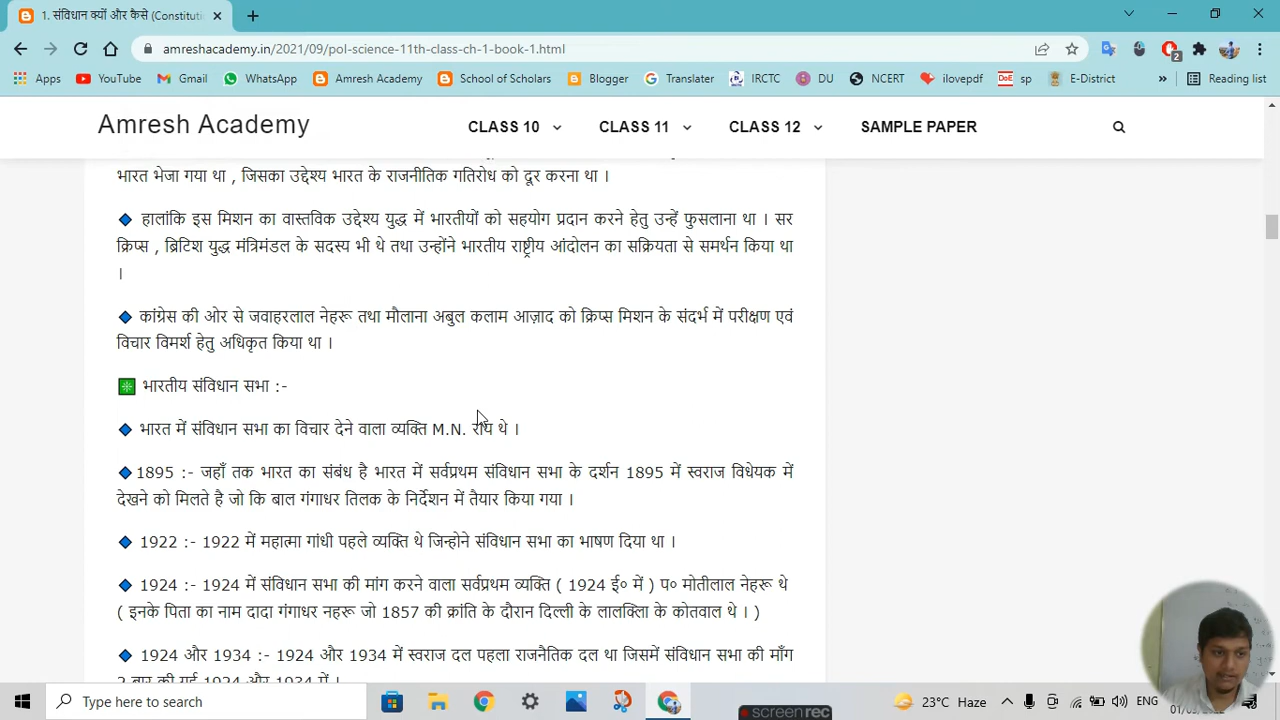 1. संविधान क्यों और कैसे (Constituti
amreshacademy.in/2021/09/pol-science-11th-class-ch-1-book-1.html
2
Apps YouTube Gmail WhatsApp Amresh Academy School of Scholars Blogger Translater IRCTC DU NCERT ilovepdf DoE sp E-District » Reading list
Amresh Academy CLASS 10 CLASS 11 CLASS 12 SAMPLE PAPER
भारत भेजा गया था , जिसका उद्देश्य भारत के राजनीतिक गतिरोध को दूर करना था ।
हालांकि इस मिशन का वास्तविक उद्देश्य युद्ध में भारतीयों को सहयोग प्रदान करने हेतु उन्हें फुसलाना था । सर
क्रिप्स , ब्रिटिश युद्ध मंत्रिमंडल के सदस्य भी थे तथा उन्होंने भारतीय राष्ट्रीय आंदोलन का सक्रियता से समर्थन किया था
।
कांग्रेस की ओर से जवाहरलाल नेहरू तथा मौलाना अबुल कलाम आज़ाद को क्रिप्स मिशन के संदर्भ में परीक्षण एवं
विचार विमर्श हेतु अधिकृत किया था ।
भारतीय संविधान सभा :-
भारत में संविधान सभा का विचार देने वाला व्यक्ति M.N. राय थे ।
1895 :- जहाँ तक भारत का संबंध है भारत में सर्वप्रथम संविधान सभा के दर्शन 1895 में स्वराज विधेयक में
देखने को मिलते है जो कि बाल गंगाधर तिलक के निर्देशन में तैयार किया गया ।
1922 :- 1922 में महात्मा गांधी पहले व्यक्ति थे जिन्होने संविधान सभा का भाषण दिया था ।
1924 :- 1924 में संविधान सभा की मांग करने वाला सर्वप्रथम व्यक्ति ( 1924 ई० में ) प० मोतीलाल नेहरू थे
( इनके पिता का नाम दादा गंगाधर नहरू जो 1857 की क्रांति के दौरान दिल्ली के लालक्लिा के कोतवाल थे । )
1924 और 1934 :- 1924 और 1934 में स्वराज दल पहला राजनैतिक दल था जिसमें संविधान सभा की माँग
2 बार की गई 1924 और 1934 में ।
Type here to search 23°C Haze ENG
screenrec